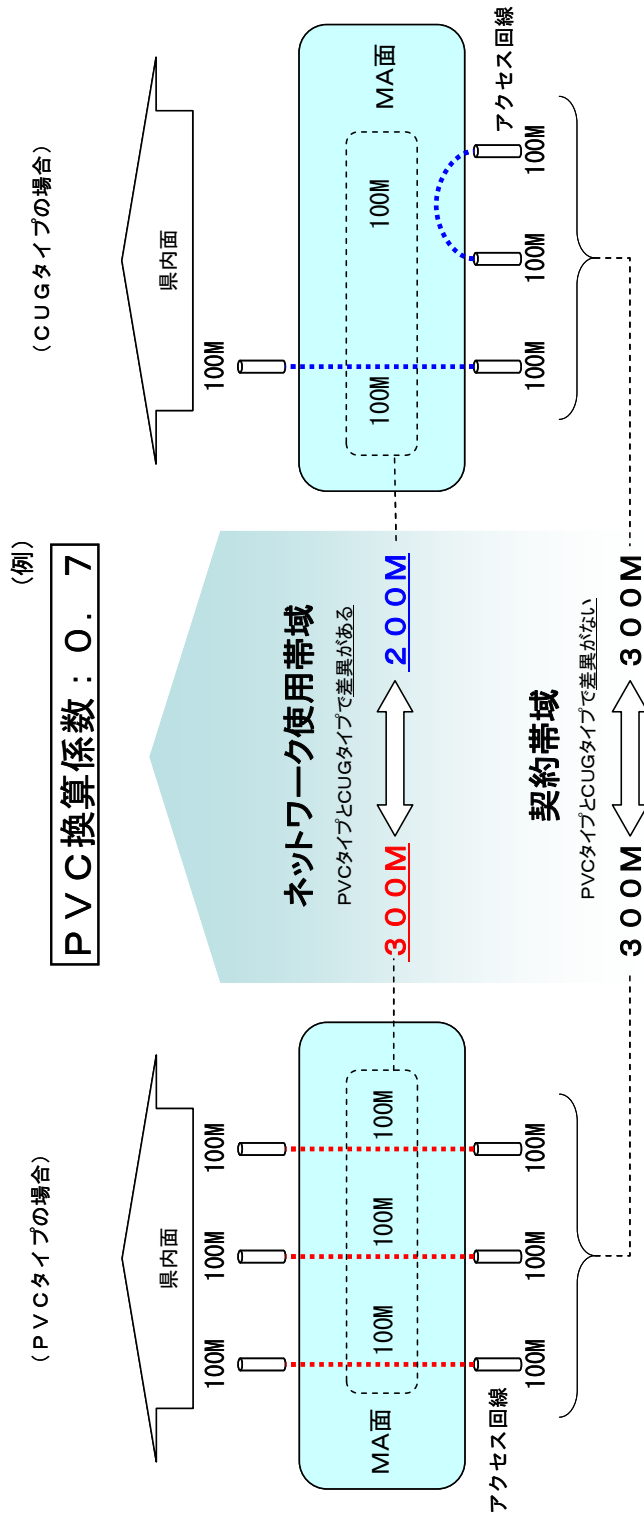 (例)
PVC換算係数:0.7
(PVCタイプの場合)
県内面
100M
100M
100M
MA面
100M
100M
100M
アクセス回線
100M
100M
100M
ネットワーク使用帯域
PVCタイプとCUGタイプで差異がある
300M
200M
契約帯域
PVCタイプとCUGタイプで差異がない
300M
300M
(CUGタイプの場合)
県内面
100M
MA面
100M
100M
アクセス回線
100M
100M
100M